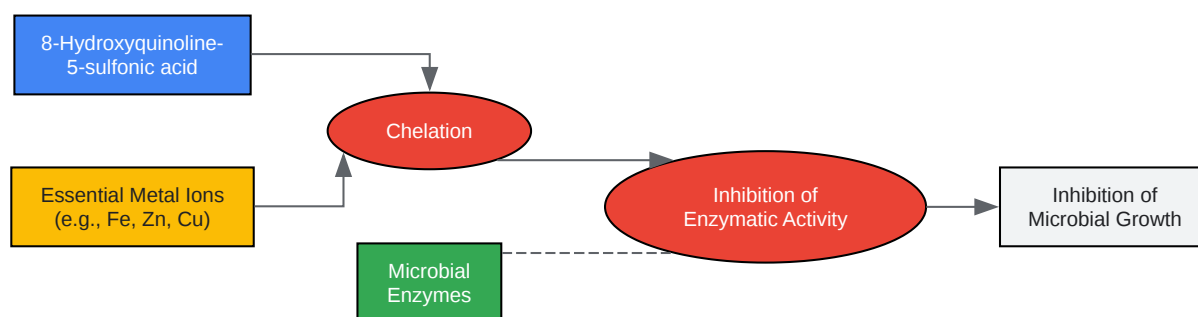 8-Hydroxyquinoline-
5-sulfonic acid
Chelation
Essential Metal Ions
(e.g., Fe, Zn, Cu)
Inhibition of
Enzymatic Activity
Inhibition of
Microbial Growth
Microbial
Enzymes